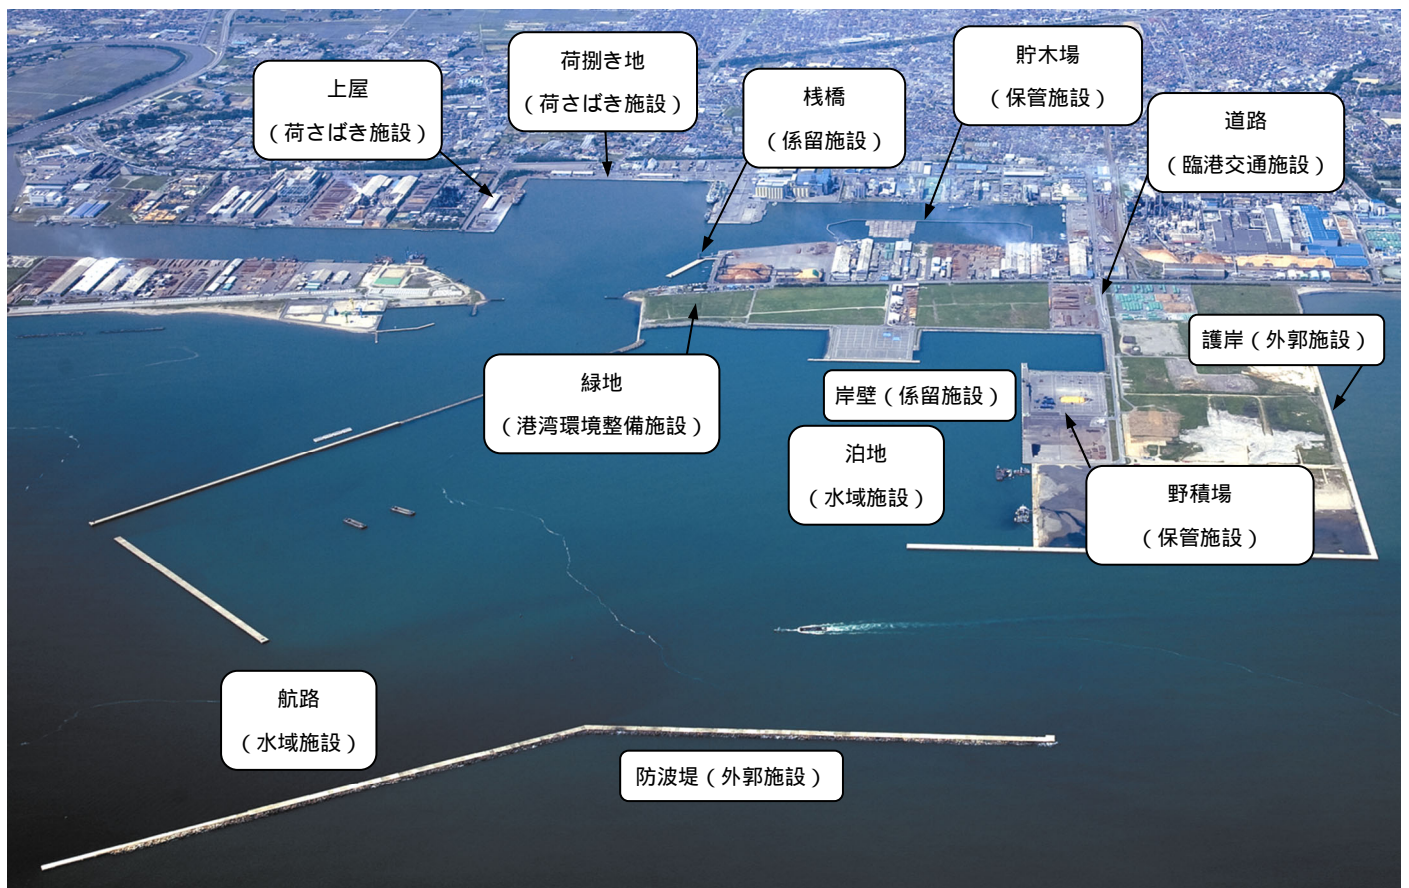 荷捌き地
（荷さばき施設）
貯木場
（保管施設）
上屋
（荷さばき施設）
桟橋
（係留施設）
道路
（臨港交通施設）
護岸（外郭施設）
緑地
（港湾環境整備施設）
岸壁（係留施設）
泊地
（水域施設）
野積場
（保管施設）
航路
（水域施設）
防波堤（外郭施設）